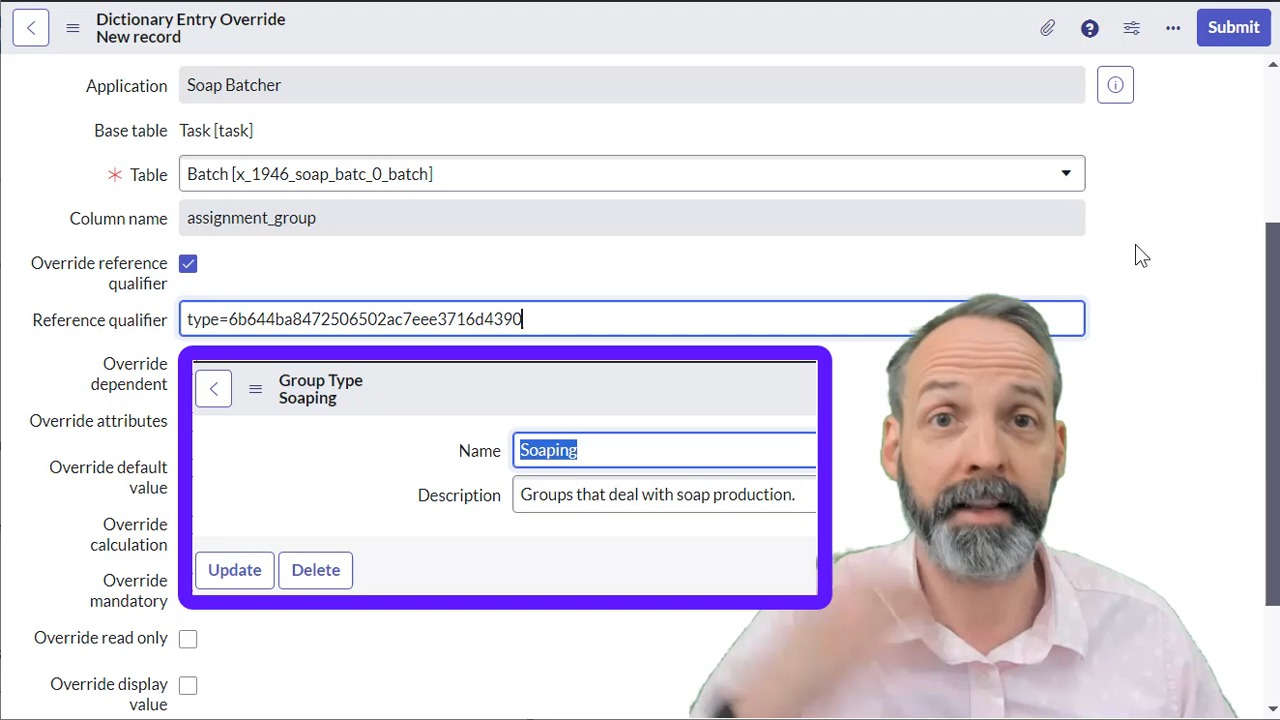 Dictionary Entry Override
New record
Submit
Application
Soap Batcher
Base table
Task [task]
Table
Batch [x_1946_soap_batc_0_batch]
Column name
assignment_group
Override reference
qualifier
Reference qualifier
type=6b644ba8472506502ac7eee3716d4390
Override
dependent
Override attributes
Override default
value
Override
calculation
Override
mandatory
Override read only
Override display
value
Group Type
Soaping
Name
Soaping
Description
Groups that deal with soap production.
Update
Delete